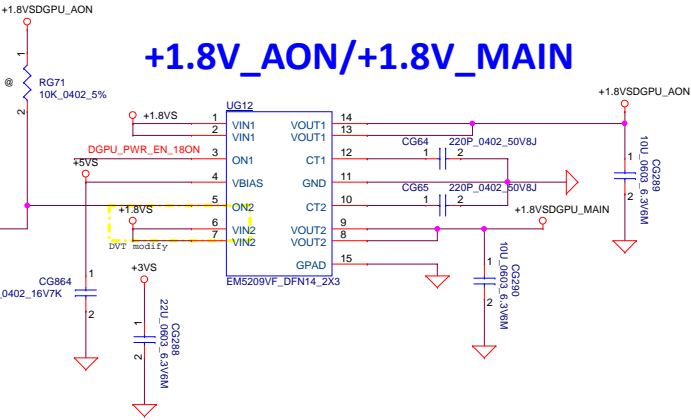 +1.8VSDGPU_AON
+1.8V_AON/+1.8V_MAIN
1
@
RG71
10K_0402_5%
2
+1.8VSDGPU_AON
UG12
+1.8VS
1
VIN1
VOUT1
14
2
VIN1
VOUT1
13
CG64
220P_0402_50V8J
DGPU_PWR_EN_18ON
3
ON1
CT1
12
1
2
+5VS
4
VBIAS
GND
11
CG65
220P_0402_50V8J
5
ON2
CT2
10
1
2
+1.8VS
+1.8VSDGPU_MAIN
6
VIN2
VOUT2
9
7
VIN2
VOUT2
8
DVT modify
GPAD
15
EM5209VF_DFN14_2X3
1
CG289
10U_0603_6.3V6M
2
1
CG290
10U_0603_6.3V6M
2
CG864
1
_0402_16V7K
2
+3VS
1
CG288
22U_0603_6.3V6M
2